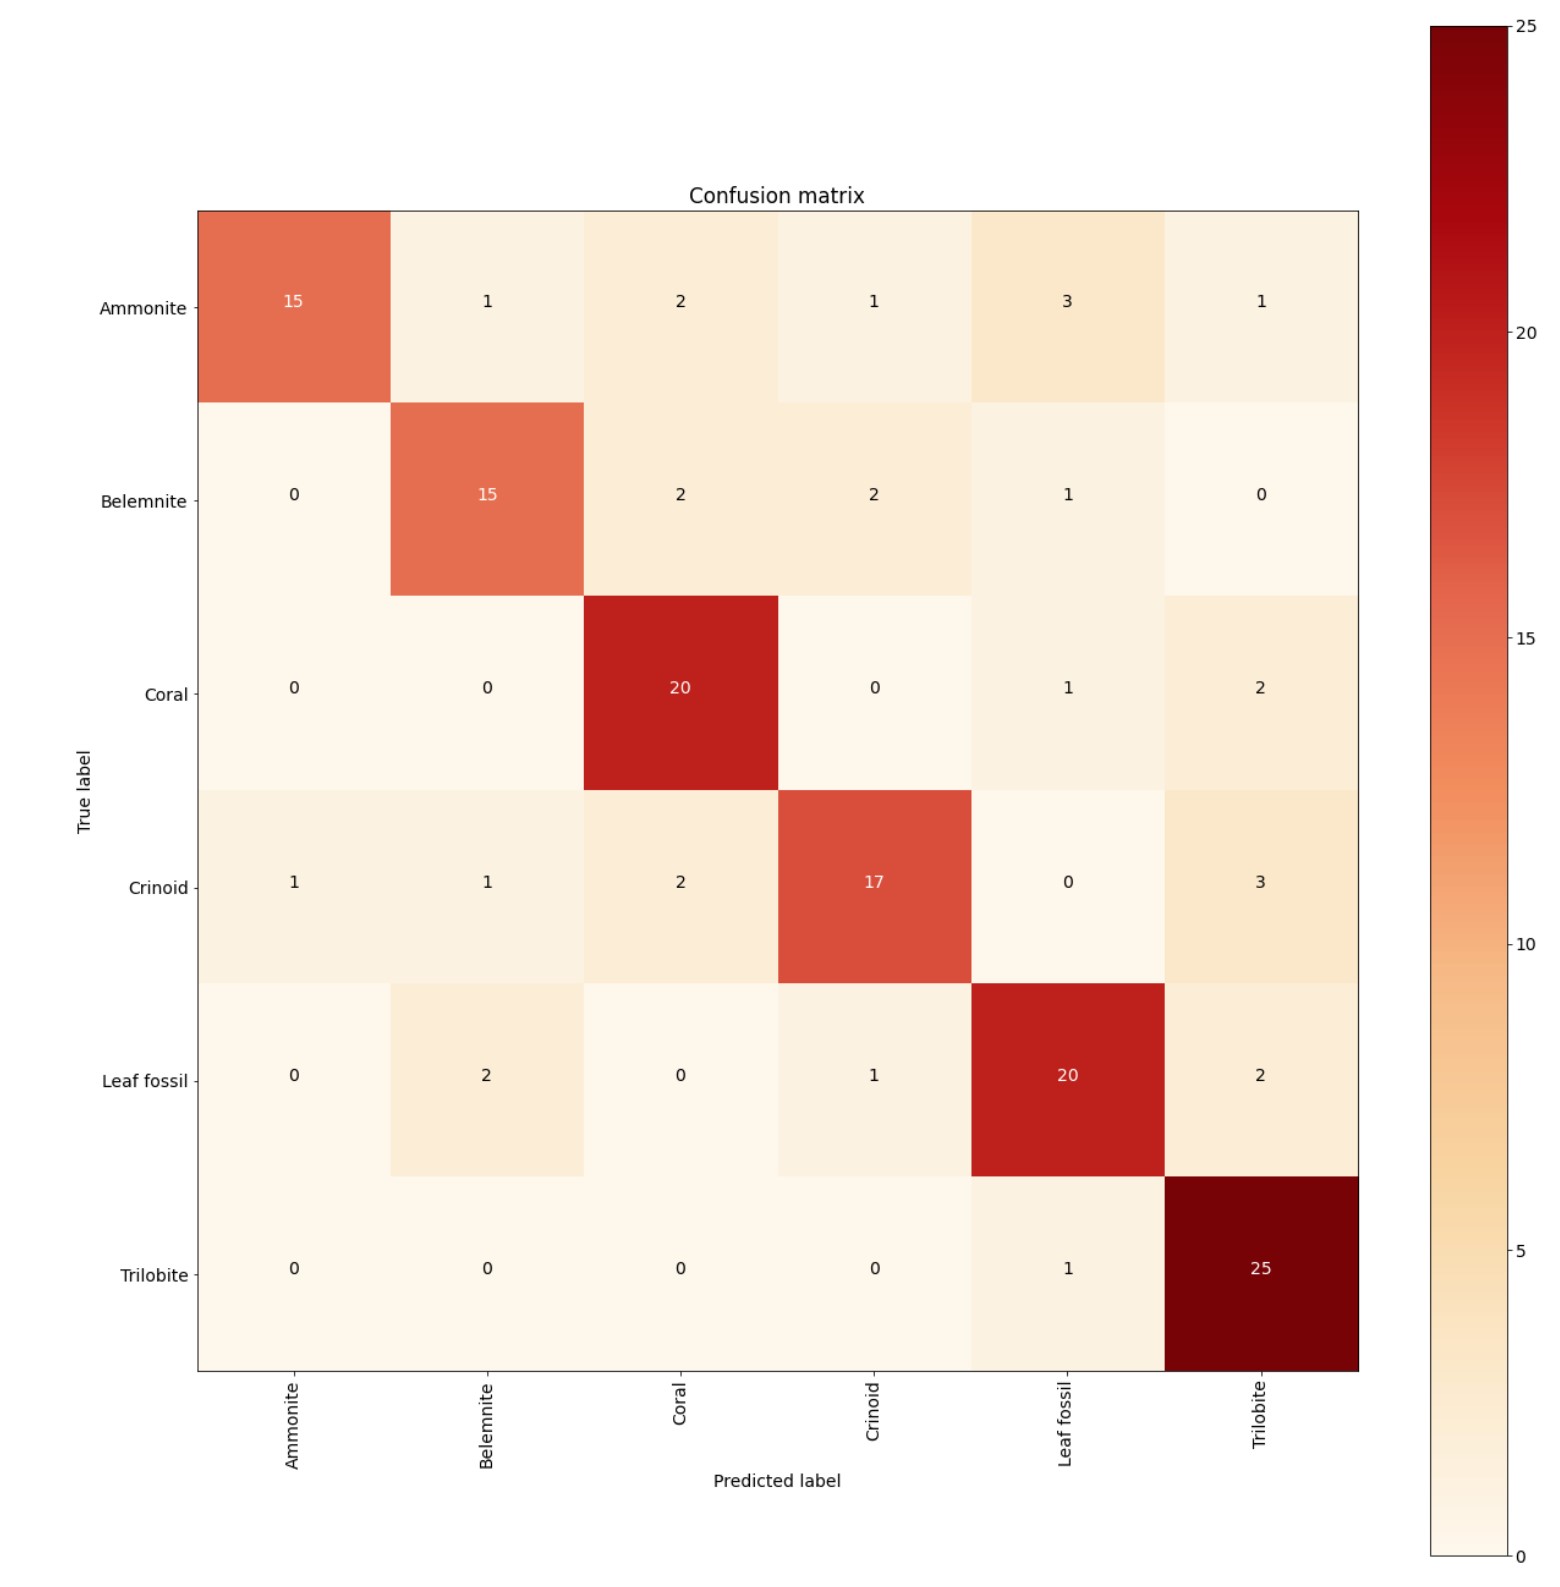 Confusion matrix
Ammonite 15 1 2 1 3 1
Belemnite 0 15 2 2 1 0
Coral 0 0 20 0 1 2
Crinoid 1 1 2 17 0 3
Leaf fossil 0 2 0 1 20 2
Trilobite 0 0 0 0 1 25
True label
Ammonite
Belemnite
Coral
Crinoid
Leaf fossil
Trilobite
Predicted label
25
20
15
10
5
0